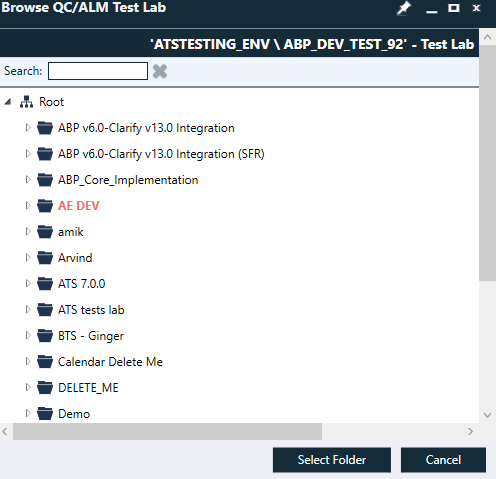 Browse QC/ALM Test Lab
'ATSTESTING_ENV \ ABP_DEV_TEST_92' - Test Lab
Search:
Root
ABP v6.0-Clarify v13.0 Integration
ABP v6.0-Clarify v13.0 Integration (SFR)
ABP_Core_Implementation
AE DEV
amik
Arvind
ATS 7.0.0
ATS tests lab
BTS - Ginger
Calendar Delete Me
DELETE_ME
Demo
Select Folder Cancel